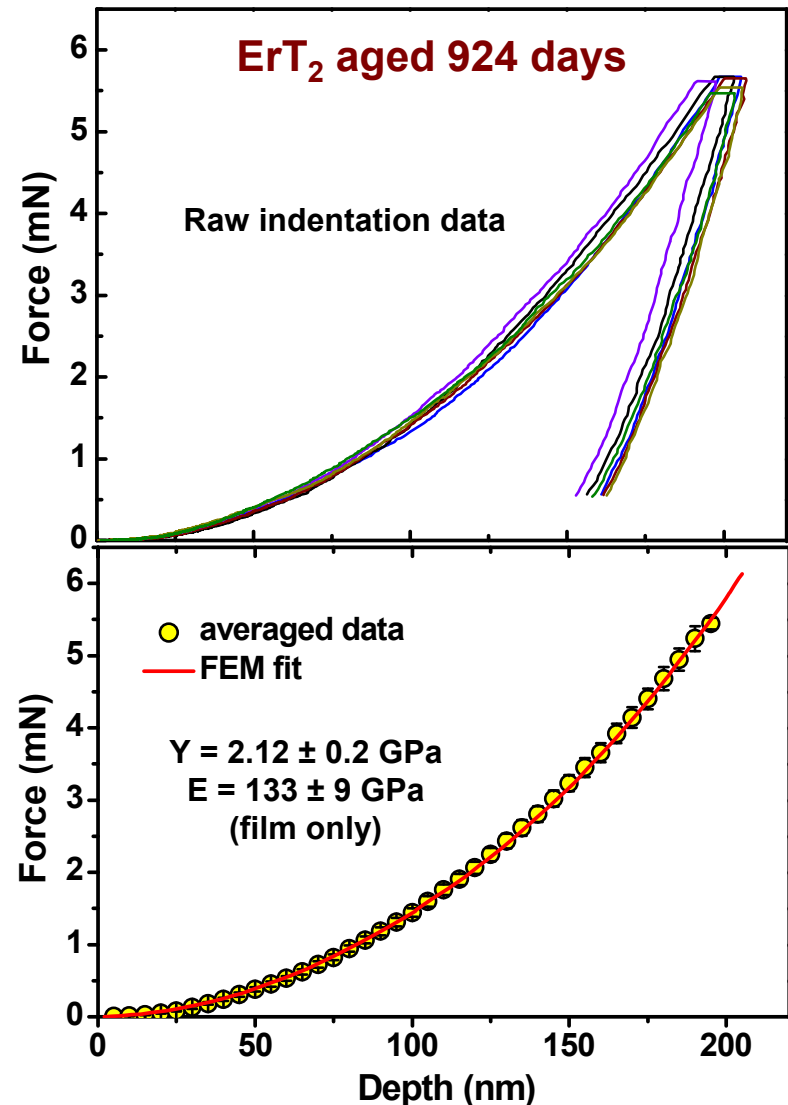 ErT₂ aged 924 days
Raw indentation data
Force (mN)
6
5
4
3
2
1
0
averaged data
FEM fit
Y = 2.12 ± 0.2 GPa
E = 133 ± 9 GPa
(film only)
Force (mN)
6
5
4
3
2
1
0
0 50 100 150 200
Depth (nm)